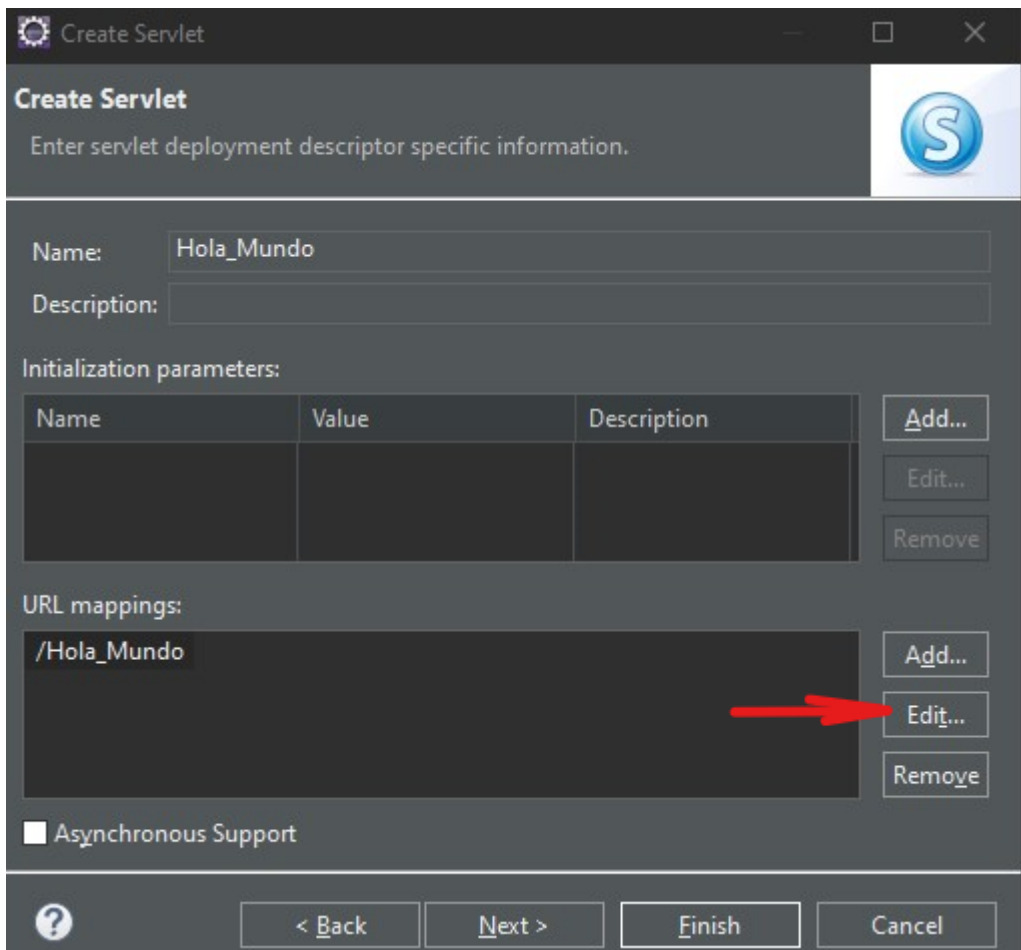 Create Servlet
Create Servlet
Enter servlet deployment descriptor specific information.
S
Name: Hola_Mundo
Description:
Initialization parameters:
Name Value Description
Add...
Edit...
Remove
URL mappings:
/Hola_Mundo
Add...
Edit...
Remove
Asynchronous Support
? < Back Next > Finish Cancel